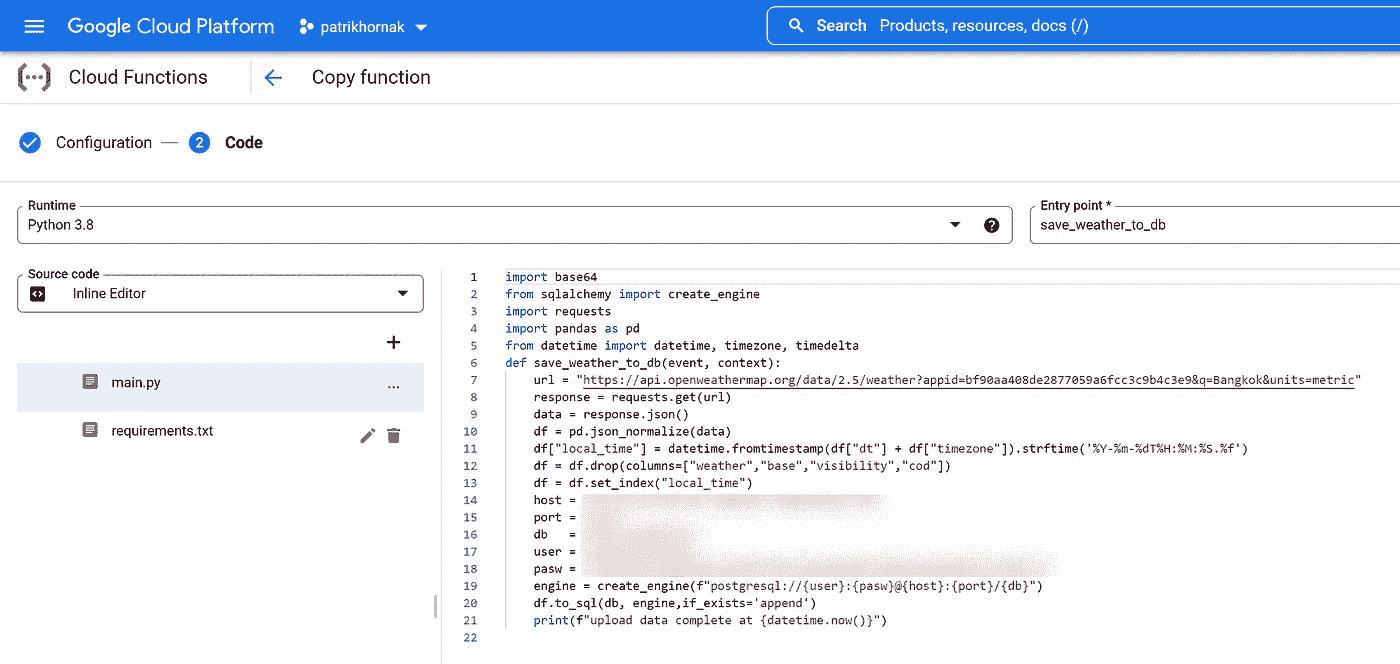 Google Cloud Platform patrikhornak Search Products, resources, docs (/)
Cloud Functions Copy function
Configuration 2 Code
Runtime
Python 3.8
Entry point *
save_weather_to_db
Source code
Inline Editor
main.py
requirements.txt
1 import base64
2 from sqlalchemy import create_engine
3 import requests
4 import pandas as pd
5 from datetime import datetime, timezone, timedelta
6 def save_weather_to_db(event, context):
7 url = "https://api.openweathermap.org/data/2.5/weather?appid=bf90aa408de2877059a6fcc3c9b4c3e9&q=Bangkok&units=metric"
8 response = requests.get(url)
9 data = response.json()
10 df = pd.json_normalize(data)
11 df["local_time"] = datetime.fromtimestamp(df["dt"] + df["timezone"]).strftime('%Y-%m-%dT%H:%M:%S.%f')
12 df = df.drop(columns=["weather","base","visibility","cod"])
13 df = df.set_index("local_time")
14 host =
15 port =
16 db =
17 user =
18 pasw =
19 engine = create_engine(f"postgresql://{user}:{pasw}@{host}:{port}/{db}")
20 df.to_sql(db, engine,if_exists='append')
21 print(f"upload data complete at {datetime.now()}")
22